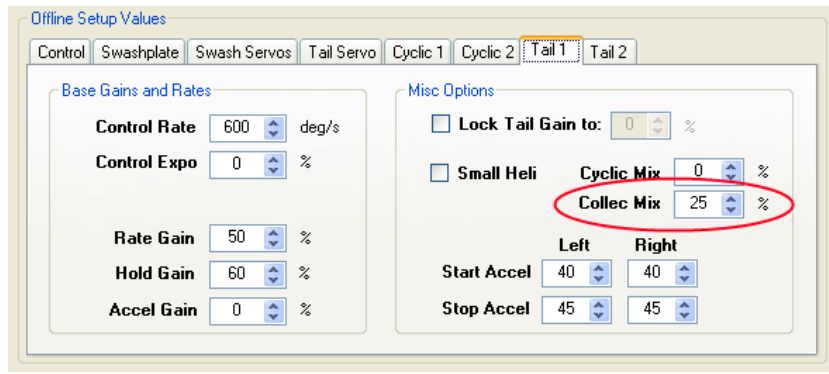 Offline Setup Values
Control Swashplate Swash Servos Tail Servo Cyclic 1 Cyclic 2 Tail 1 Tail 2
Base Gains and Rates
Control Rate 600 deg/s
Control Expo 0 %
Rate Gain 50 %
Hold Gain 60 %
Accel Gain 0 %
Misc Options
Lock Tail Gain to: 0 %
Small Heli Cyclic Mix 0 %
Collec Mix 25 %
Left Right
Start Accel 40 40
Stop Accel 45 45